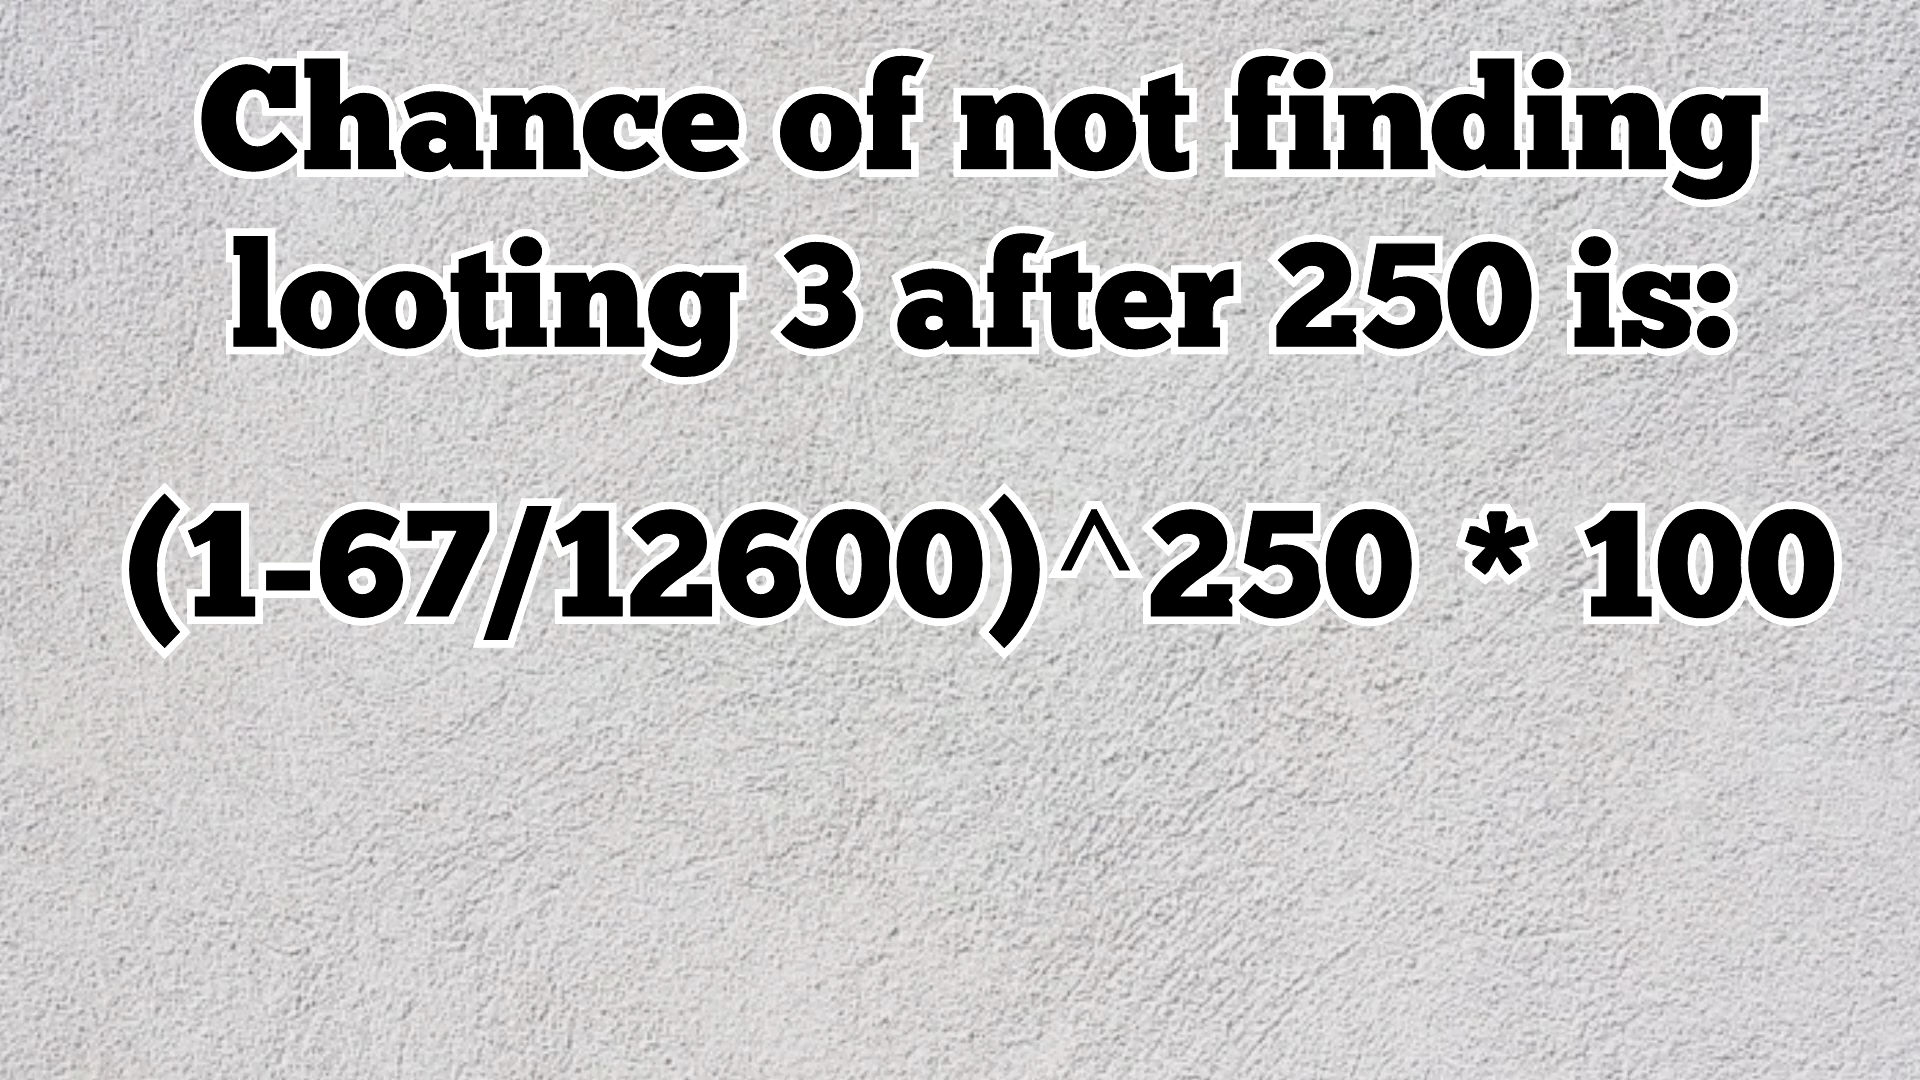 Chance of not finding
looting 3 after 250 is:
(1-67/12600)^250 * 100